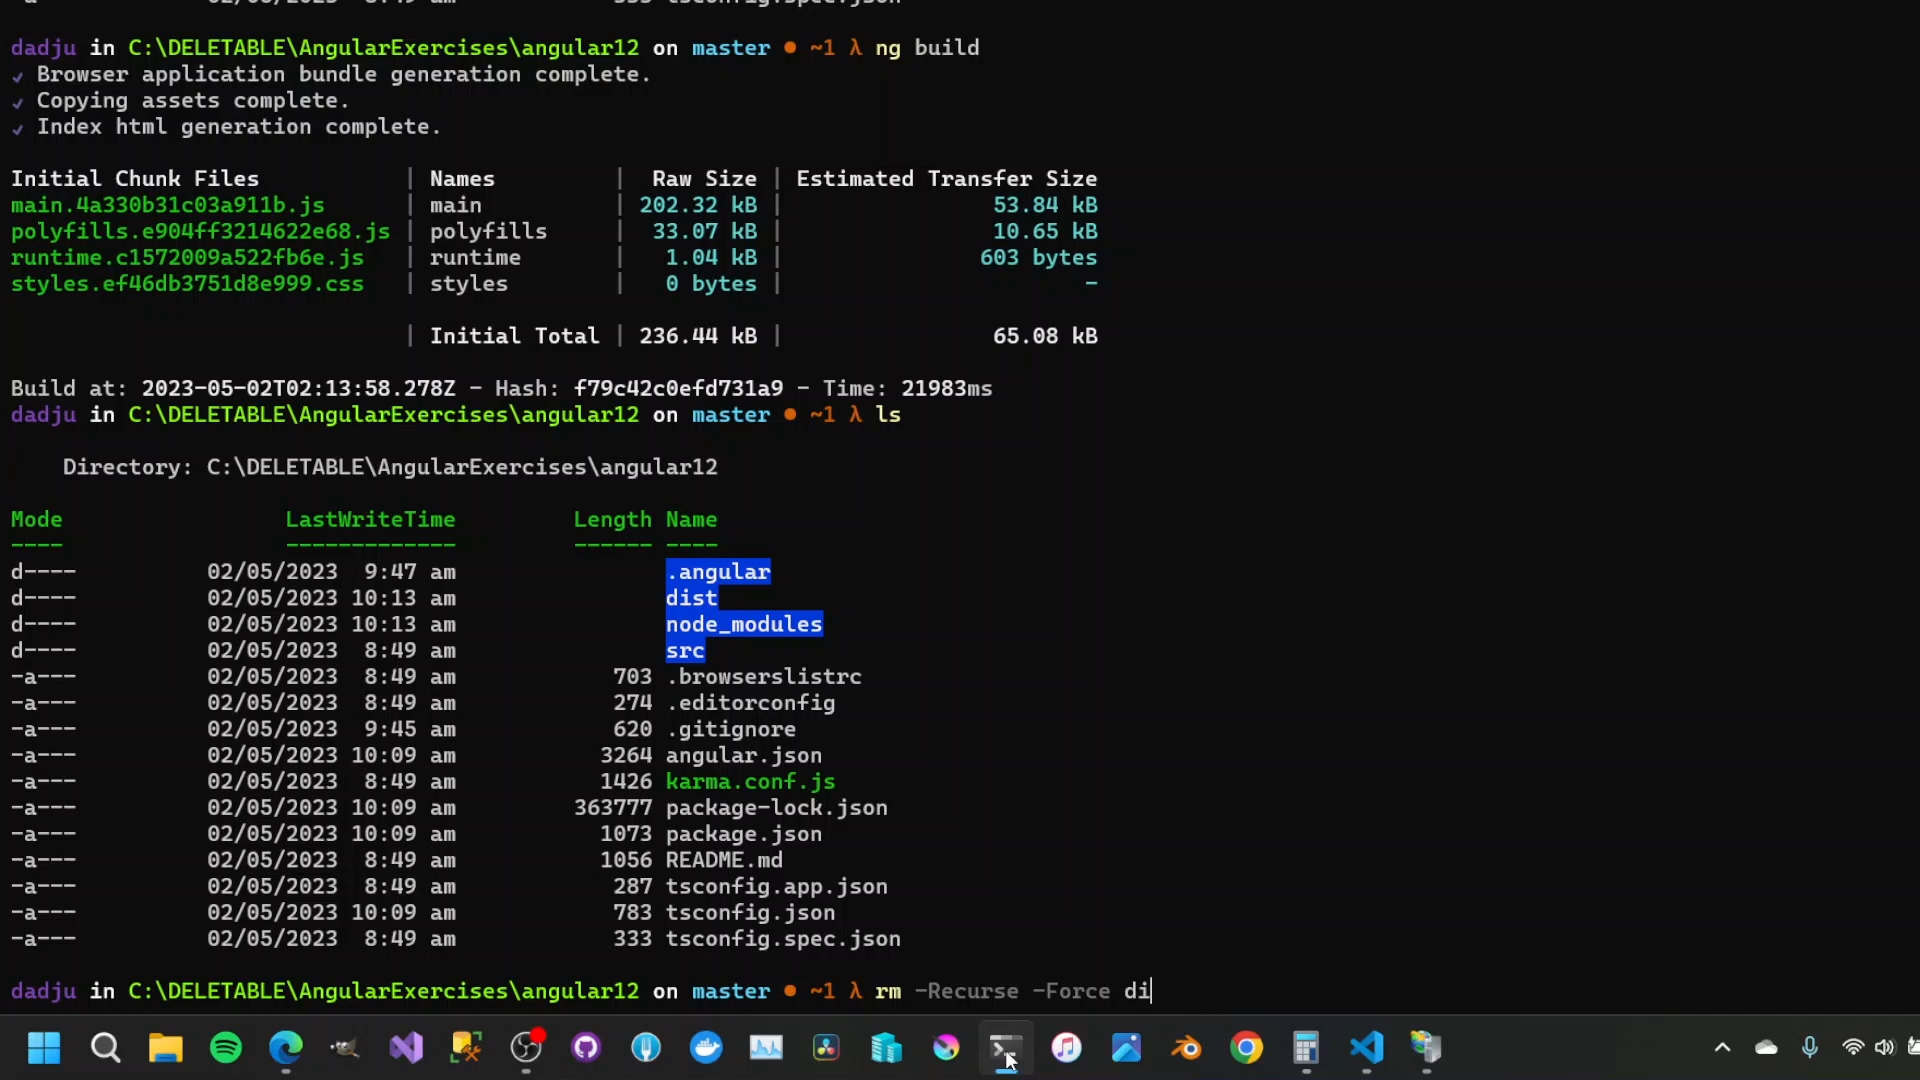 dadju in C:\DELETABLE\AngularExercises\angular12 on master ● ~1 λ ng build
✓ Browser application bundle generation complete.
✓ Copying assets complete.
✓ Index html generation complete.
Initial Chunk Files | Names | Raw Size | Estimated Transfer Size
main.4a330b31c03a911b.js | main | 202.32 kB | 53.84 kB
polyfills.e904ff3214622e68.js | polyfills | 33.07 kB | 10.65 kB
runtime.c1572009a522fb6e.js | runtime | 1.04 kB | 603 bytes
styles.ef46db3751d8e999.css | styles | 0 bytes | -
| Initial Total | 236.44 kB | 65.08 kB
Build at: 2023-05-02T02:13:58.278Z - Hash: f79c42c0efd731a9 - Time: 21983ms
dadju in C:\DELETABLE\AngularExercises\angular12 on master ● ~1 λ ls
Directory: C:\DELETABLE\AngularExercises\angular12
Mode LastWriteTime Length Name
---- ------------- ------ ----
d---- 02/05/2023 9:47 am .angular
d---- 02/05/2023 10:13 am dist
d---- 02/05/2023 10:13 am node_modules
d---- 02/05/2023 8:49 am src
-a--- 02/05/2023 8:49 am 703 .browserslistrc
-a--- 02/05/2023 8:49 am 274 .editorconfig
-a--- 02/05/2023 9:45 am 620 .gitignore
-a--- 02/05/2023 10:09 am 3264 angular.json
-a--- 02/05/2023 8:49 am 1426 karma.conf.js
-a--- 02/05/2023 10:09 am 363777 package-lock.json
-a--- 02/05/2023 10:09 am 1073 package.json
-a--- 02/05/2023 8:49 am 1056 README.md
-a--- 02/05/2023 8:49 am 287 tsconfig.app.json
-a--- 02/05/2023 10:09 am 783 tsconfig.json
-a--- 02/05/2023 8:49 am 333 tsconfig.spec.json
dadju in C:\DELETABLE\AngularExercises\angular12 on master ● ~1 λ rm -Recurse -Force di